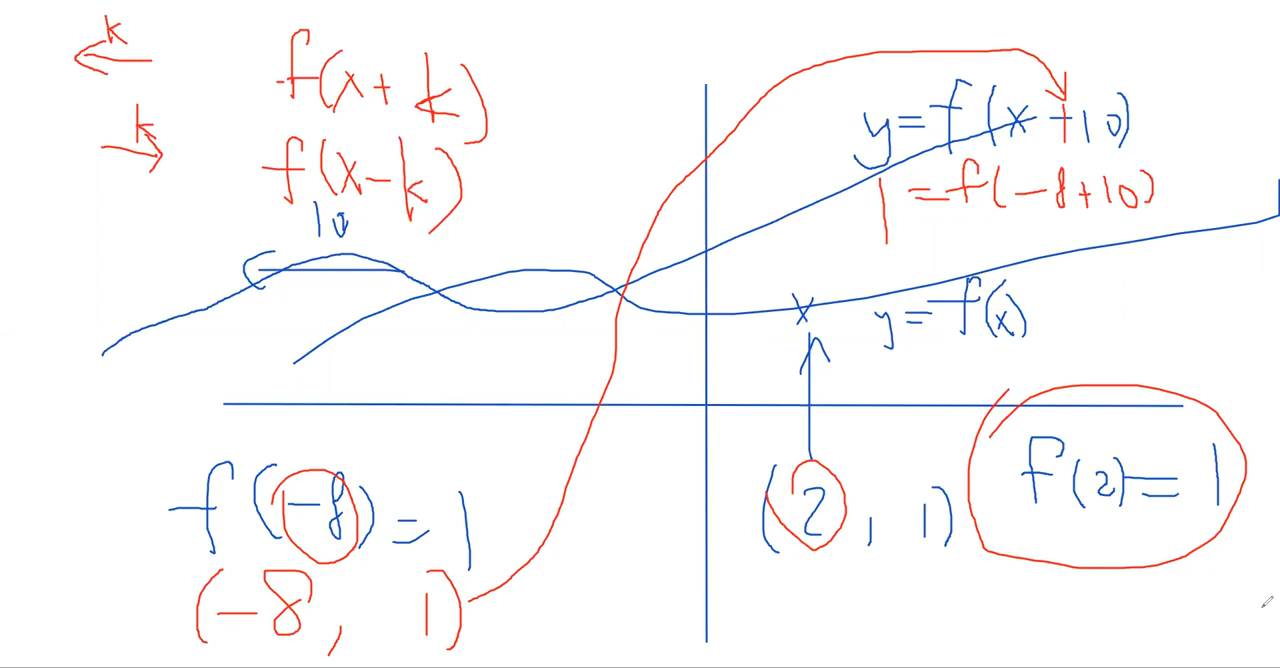 k
f(x+k)
k
f(x-k)
10
y=f(x+10)
1=f(-8+10)
y=f(x)
f(-8)=1
(2, 1)
f(2)=1
(-8, 1)